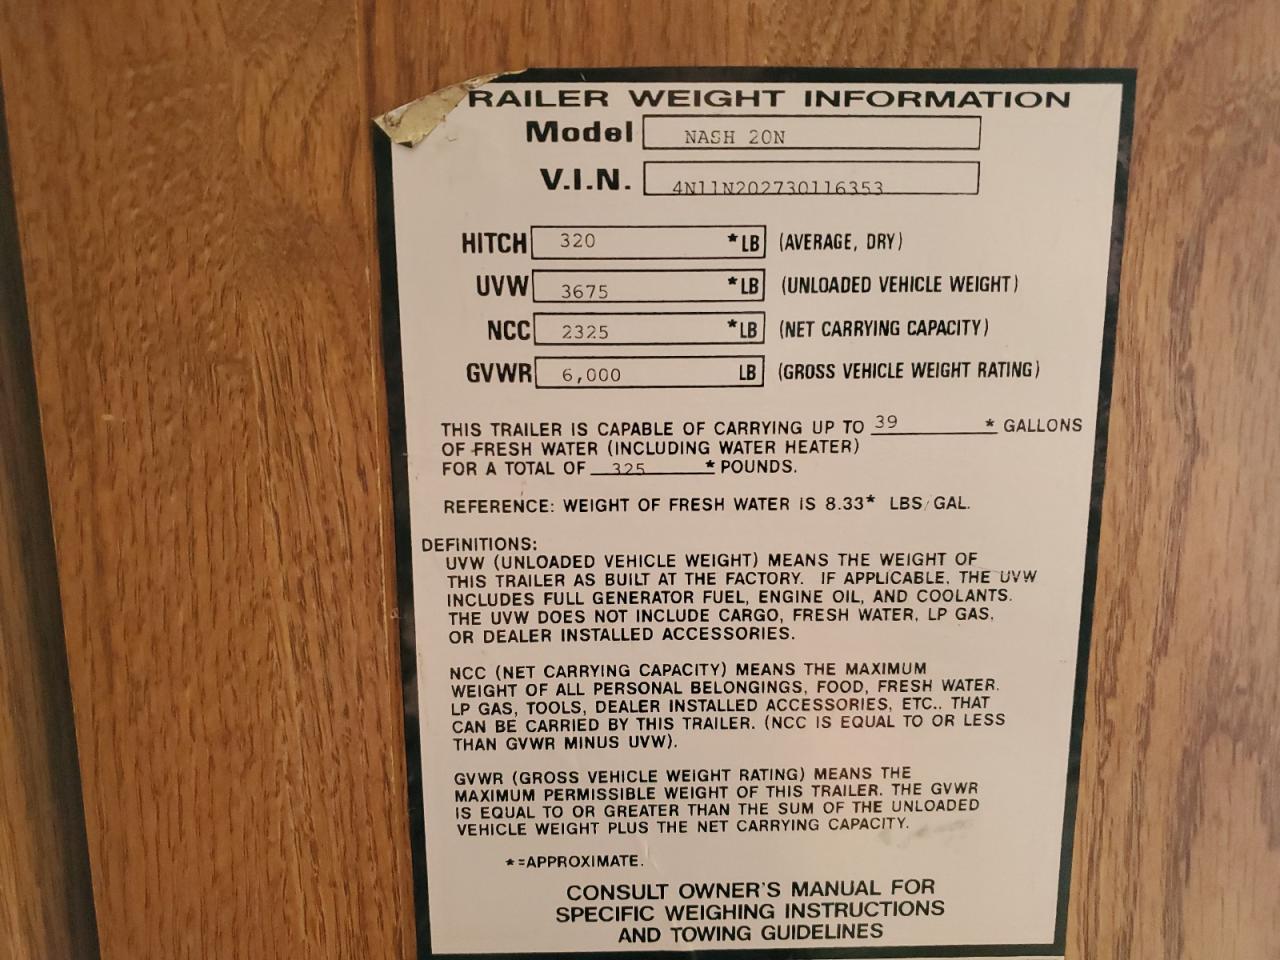 RAILER WEIGHT INFORMATION
Model NASH 20N
V.I.N. 4N11N202730116353
HITCH 320 *LB (AVERAGE, DRY)
UVW 3675 *LB (UNLOADED VEHICLE WEIGHT)
NCC 2325 *LB (NET CARRYING CAPACITY)
GVWR 6,000 LB (GROSS VEHICLE WEIGHT RATING)
THIS TRAILER IS CAPABLE OF CARRYING UP TO 39 * GALLONS
OF FRESH WATER (INCLUDING WATER HEATER)
FOR A TOTAL OF 325 * POUNDS.
REFERENCE: WEIGHT OF FRESH WATER IS 8.33* LBS/GAL.
DEFINITIONS:
UVW (UNLOADED VEHICLE WEIGHT) MEANS THE WEIGHT OF
THIS TRAILER AS BUILT AT THE FACTORY. IF APPLICABLE, THE UVW
INCLUDES FULL GENERATOR FUEL, ENGINE OIL, AND COOLANTS.
THE UVW DOES NOT INCLUDE CARGO, FRESH WATER, LP GAS,
OR DEALER INSTALLED ACCESSORIES.
NCC (NET CARRYING CAPACITY) MEANS THE MAXIMUM
WEIGHT OF ALL PERSONAL BELONGINGS, FOOD, FRESH WATER.
LP GAS, TOOLS, DEALER INSTALLED ACCESSORIES, ETC.. THAT
CAN BE CARRIED BY THIS TRAILER. (NCC IS EQUAL TO OR LESS
THAN GVWR MINUS UVW).
GVWR (GROSS VEHICLE WEIGHT RATING) MEANS THE
MAXIMUM PERMISSIBLE WEIGHT OF THIS TRAILER. THE GVWR
IS EQUAL TO OR GREATER THAN THE SUM OF THE UNLOADED
VEHICLE WEIGHT PLUS THE NET CARRYING CAPACITY.
*=APPROXIMATE.
CONSULT OWNER'S MANUAL FOR
SPECIFIC WEIGHING INSTRUCTIONS
AND TOWING GUIDELINES